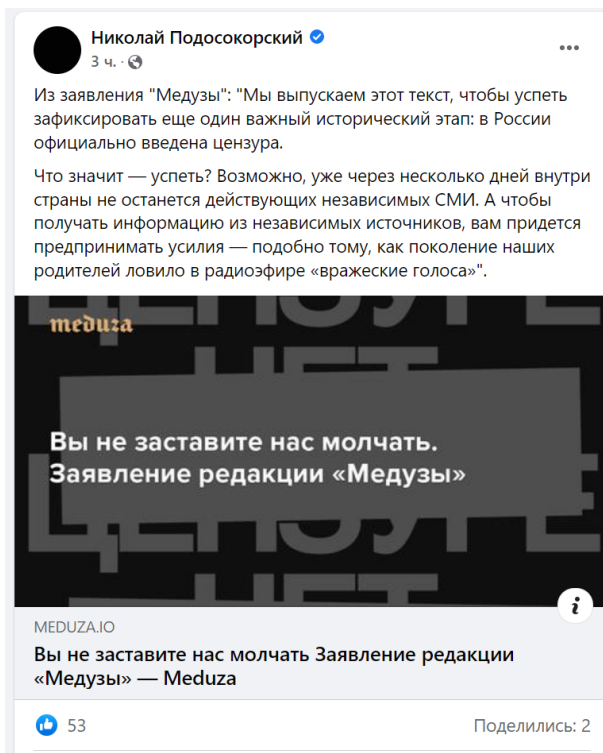 Николай Подосокорский
3 ч. ·
Из заявления "Медузы": "Мы выпускаем этот текст, чтобы успеть
зафиксировать еще один важный исторический этап: в России
официально введена цензура.
Что значит — успеть? Возможно, уже через несколько дней внутри
страны не останется действующих независимых СМИ. А чтобы
получать информацию из независимых источников, вам придется
предпринимать усилия — подобно тому, как поколение наших
родителей ловило в радиоэфире «вражеские голоса»".
ЦЕНЗУРЕ
meduza
НЕТ
Вы не заставите нас молчать.
Заявление редакции «Медузы»
ЦЕНЗУРЕ
НЕТ
MEDUZA.IO
Вы не заставите нас молчать Заявление редакции
«Медузы» — Meduza
53
Поделились: 2